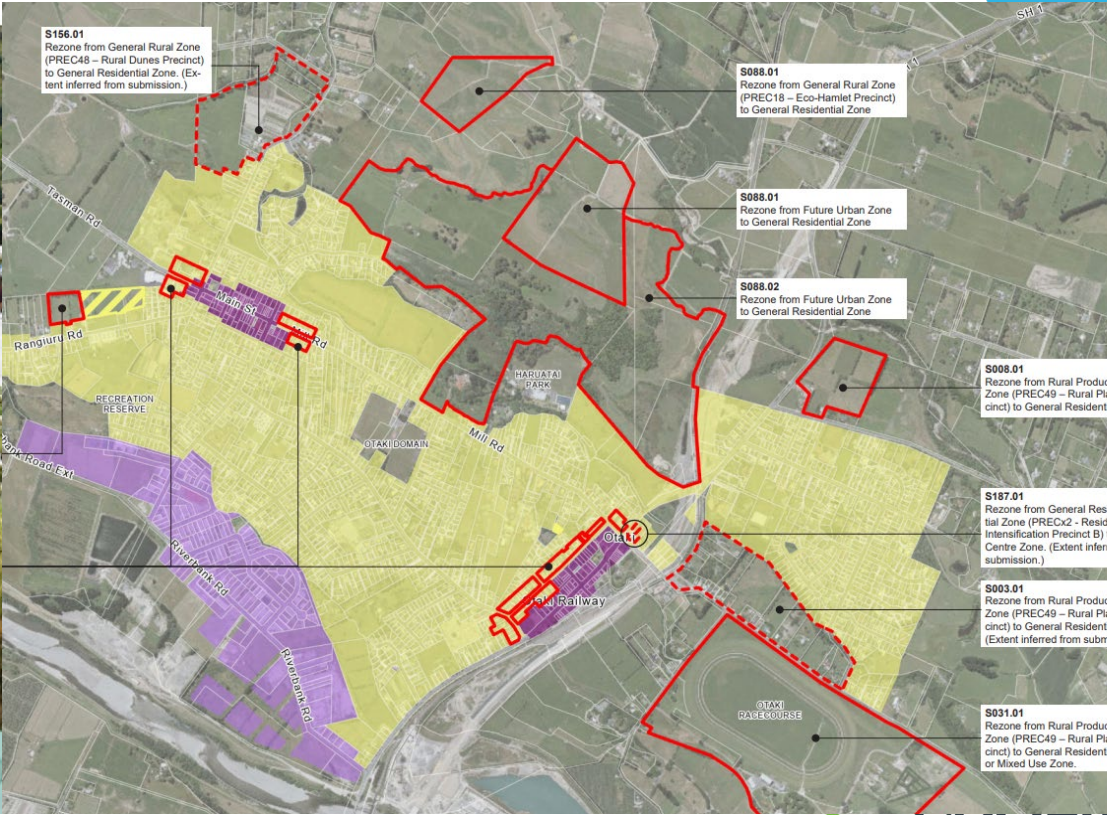 SH 1
S156.01
Rezone from General Rural Zone
(PREC48 – Rural Dunes Precinct)
to General Residential Zone. (Ex-
tent inferred from submission.)
S088.01
Rezone from General Rural Zone
(PREC18 – Eco-Hamlet Precinct)
to General Residential Zone
S088.01
Rezone from Future Urban Zone
to General Residential Zone
S088.02
Rezone from Future Urban Zone
to General Residential Zone
Tasman Rd
Main St
Mill Rd
Rangiuru Rd
S008.01
Rezone from Rural Produc
Zone (PREC49 – Rural Pla
cinct) to General Resident
HARUATAI
PARK
RECREATION
RESERVE
OTAKI DOMAIN
Mill Rd
bank Road Ext
S187.01
Rezone from General Res
tial Zone (PRECx2 - Resid
Intensification Precinct B)
Centre Zone. (Extent infer
submission.)
Otaki
Riverbank Rd
S003.01
Rezone from Rural Produc
Zone (PREC49 – Rural Pla
cinct) to General Resident
(Extent inferred from subm
Otaki Railway
Riverbank Rd
OTAKI
RACECOURSE
S031.01
Rezone from Rural Produc
Zone (PREC49 – Rural Pla
cinct) to General Resident
or Mixed Use Zone.